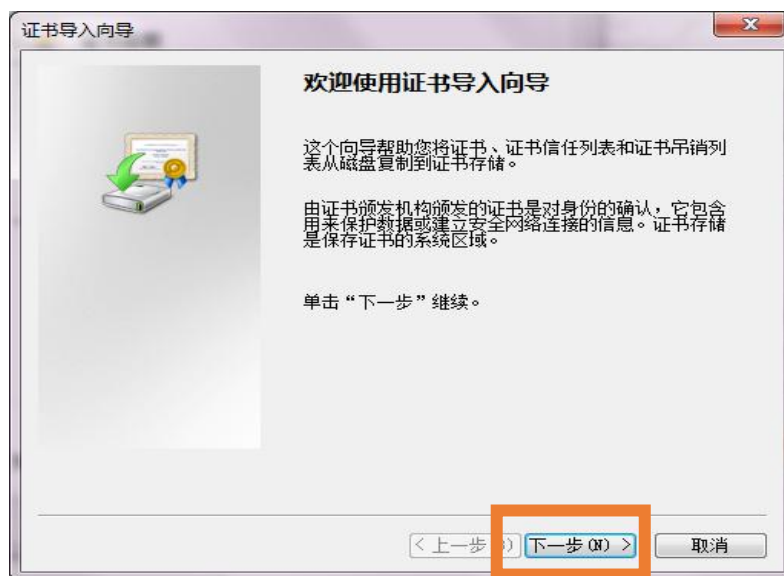 证书导入向导
欢迎使用证书导入向导
这个向导帮助您将证书、证书信任列表和证书吊销列
表从磁盘复制到证书存储。
由证书颁发机构颁发的证书是对身份的确认，它包含
用来保护数据或建立安全网络连接的信息。证书存储
是保存证书的系统区域。
单击“下一步”继续。
< 上一步 下一步(N) > 取消